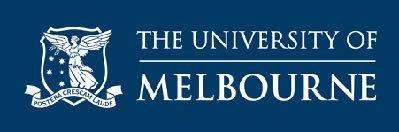 THE UNIVERSITY OF
MELBOURNE
POSTERA CRESCAM LAUDE